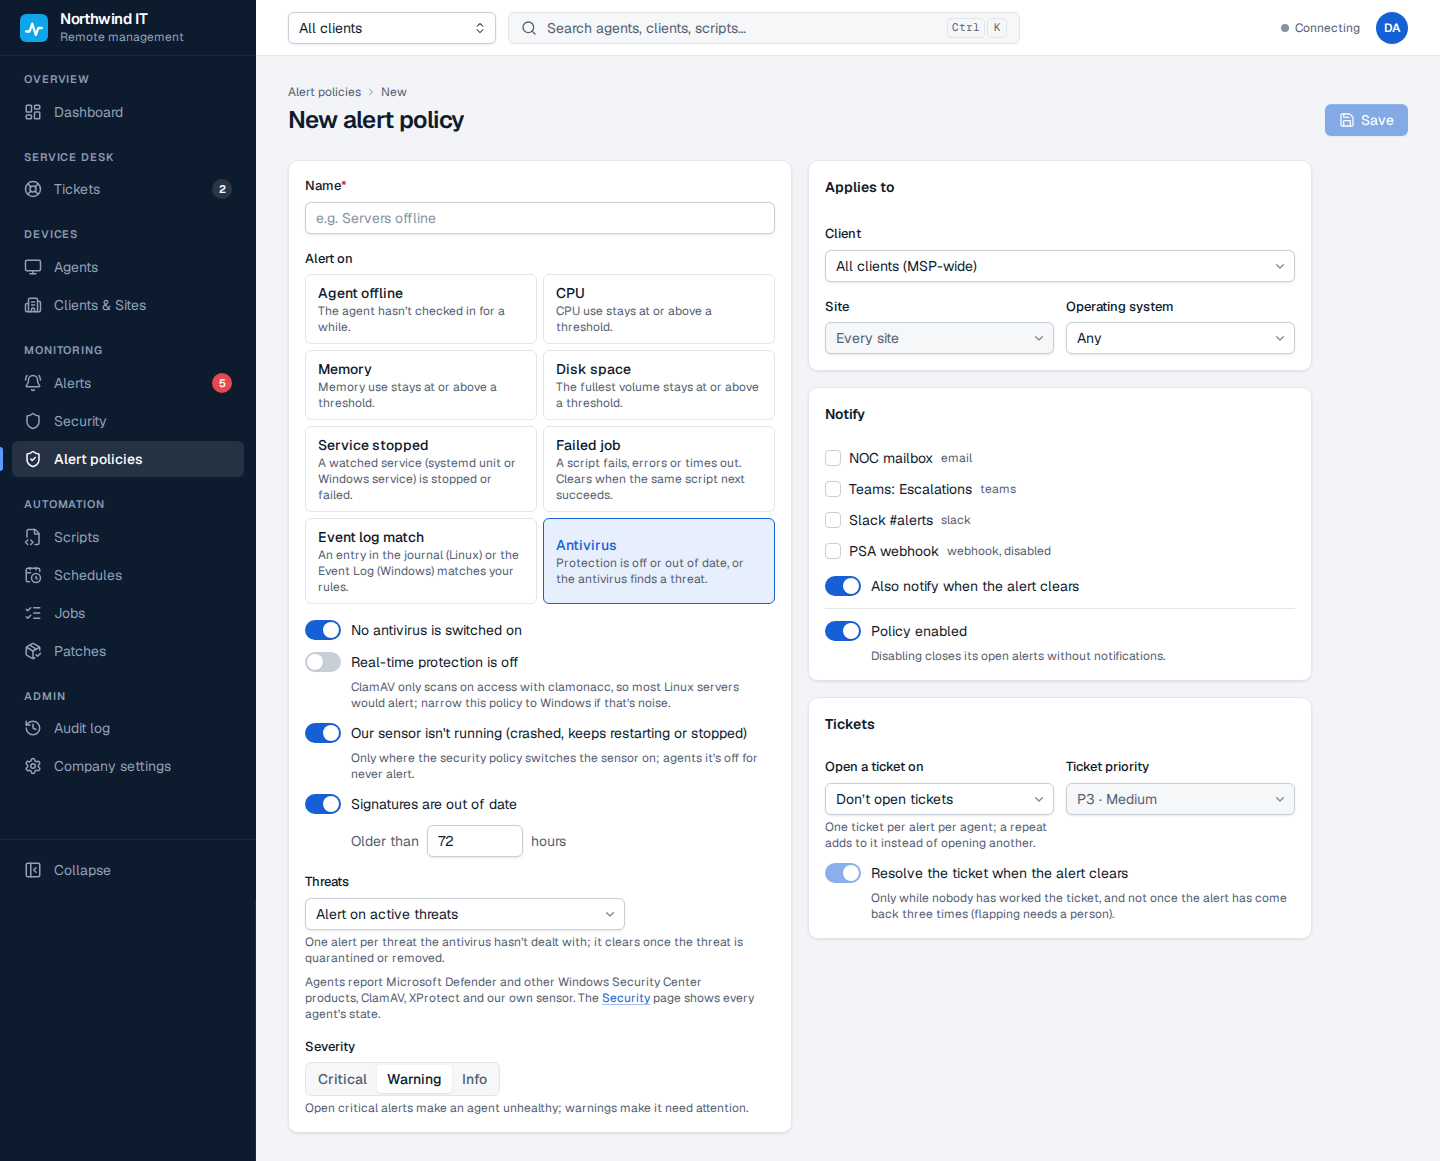 Northwind IT
Remote management
All clients
Search agents, clients, scripts...
Ctrl K
Connecting
DA
OVERVIEW
Dashboard
SERVICE DESK
Tickets
2
DEVICES
Agents
Clients & Sites
MONITORING
Alerts
5
Security
Alert policies
AUTOMATION
Scripts
Schedules
Jobs
Patches
ADMIN
Audit log
Company settings
Collapse
Alert policies > New
New alert policy
Save
Name*
e.g. Servers offline
Alert on
Agent offline
The agent hasn't checked in for a
while.
CPU
CPU use stays at or above a
threshold.
Memory
Memory use stays at or above a
threshold.
Disk space
The fullest volume stays at or above
a threshold.
Service stopped
A watched service (systemd unit or
Windows service) is stopped or
failed.
Failed job
A script fails, errors or times out.
Clears when the same script next
succeeds.
Event log match
An entry in the journal (Linux) or the
Event Log (Windows) matches your
rules.
Antivirus
Protection is off or out of date, or
the antivirus finds a threat.
No antivirus is switched on
Real-time protection is off
ClamAV only scans on access with clamonacc, so most Linux servers
would alert; narrow this policy to Windows if that's noise.
Our sensor isn't running (crashed, keeps restarting or stopped)
Only where the security policy switches the sensor on; agents it's off for
never alert.
Signatures are out of date
Older than 72 hours
Threats
Alert on active threats
One alert per threat the antivirus hasn't dealt with; it clears once the threat is
quarantined or removed.
Agents report Microsoft Defender and other Windows Security Center
products, ClamAV, XProtect and our own sensor. The Security page shows every
agent's state.
Severity
Critical Warning Info
Open critical alerts make an agent unhealthy; warnings make it need attention.
Applies to
Client
All clients (MSP-wide)
Site
Every site
Operating system
Any
Notify
NOC mailbox email
Teams: Escalations teams
Slack #alerts slack
PSA webhook webhook, disabled
Also notify when the alert clears
Policy enabled
Disabling closes its open alerts without notifications.
Tickets
Open a ticket on
Don't open tickets
Ticket priority
P3 · Medium
One ticket per alert per agent; a repeat
adds to it instead of opening another.
Resolve the ticket when the alert clears
Only while nobody has worked the ticket, and not once the alert has come
back three times (flapping needs a person).